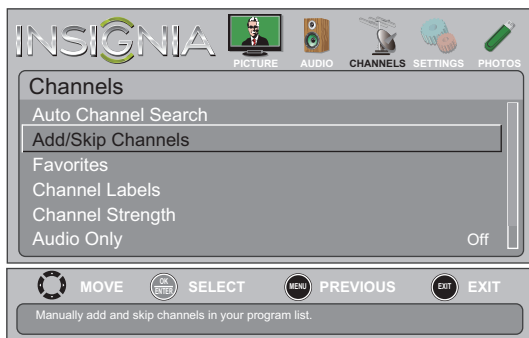 INSIGNIA
PICTURE AUDIO CHANNELS SETTINGS PHOTOS
Channels
Auto Channel Search
Add/Skip Channels
Favorites
Channel Labels
Channel Strength
Audio Only Off
MOVE OK ENTER SELECT MENU PREVIOUS EXIT EXIT
Manually add and skip channels in your program list.